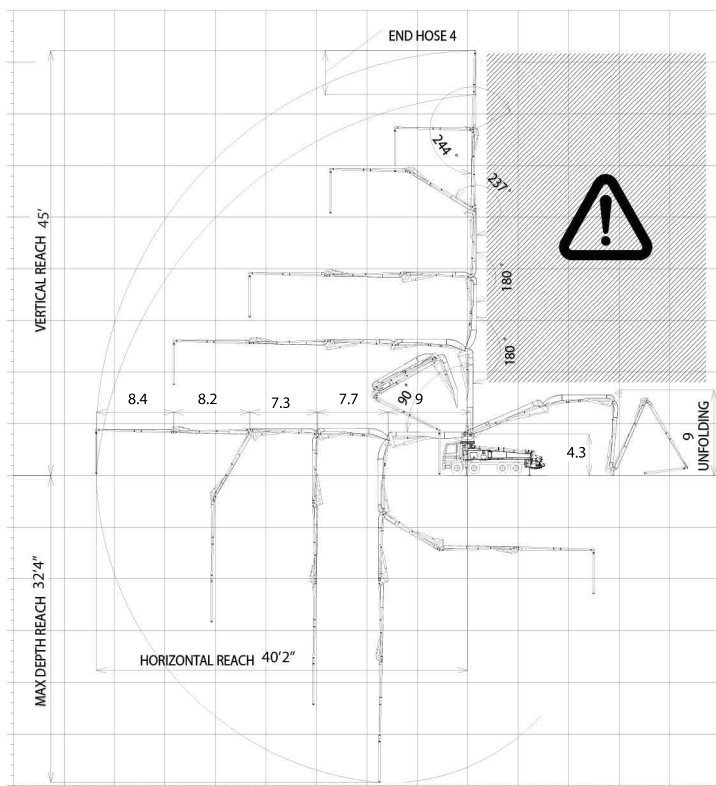 END HOSE 4
244°
237°
VERTICAL REACH 45'
180°
180°
8.4
8.2
7.3
7.7
90°
9
4.3
9
UNFOLDING
MAX DEPTH REACH 32'4"
HORIZONTAL REACH 40'2"